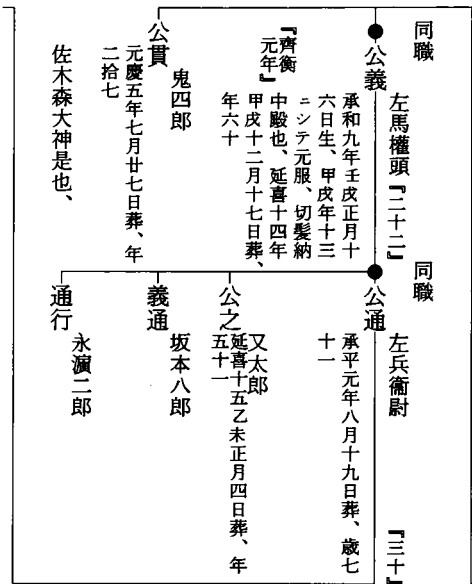 同職
公義
左馬權頭『二十二』
承和九年壬戌正月十
六日生、甲戌年十三
ニシテ元服、切髮納
中殿也、延喜十四年
甲戌十二月十七日葬、
年六十
『齊衡
元年』
公貫
鬼四郎
元慶五年七月廿七日葬、年
二拾七
佐木森大神是也、
同職
公通
左兵衞尉
『三十』
承平元年八月十九日葬、歳七
十一
公之
又太郎
延喜十五乙未正月四日葬、年
五十一
義通
坂本八郎
通行
永濵二郎